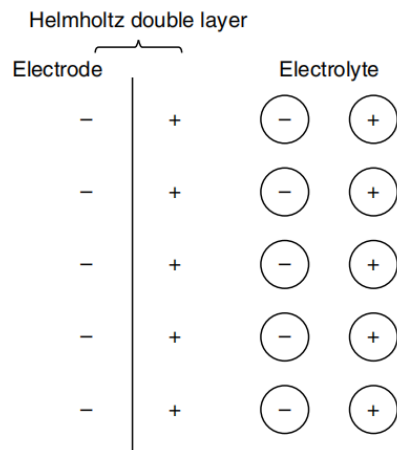 Helmholtz double layer
Electrode Electrolyte
− + − +
− + − +
− + − +
− + − +
− + − +